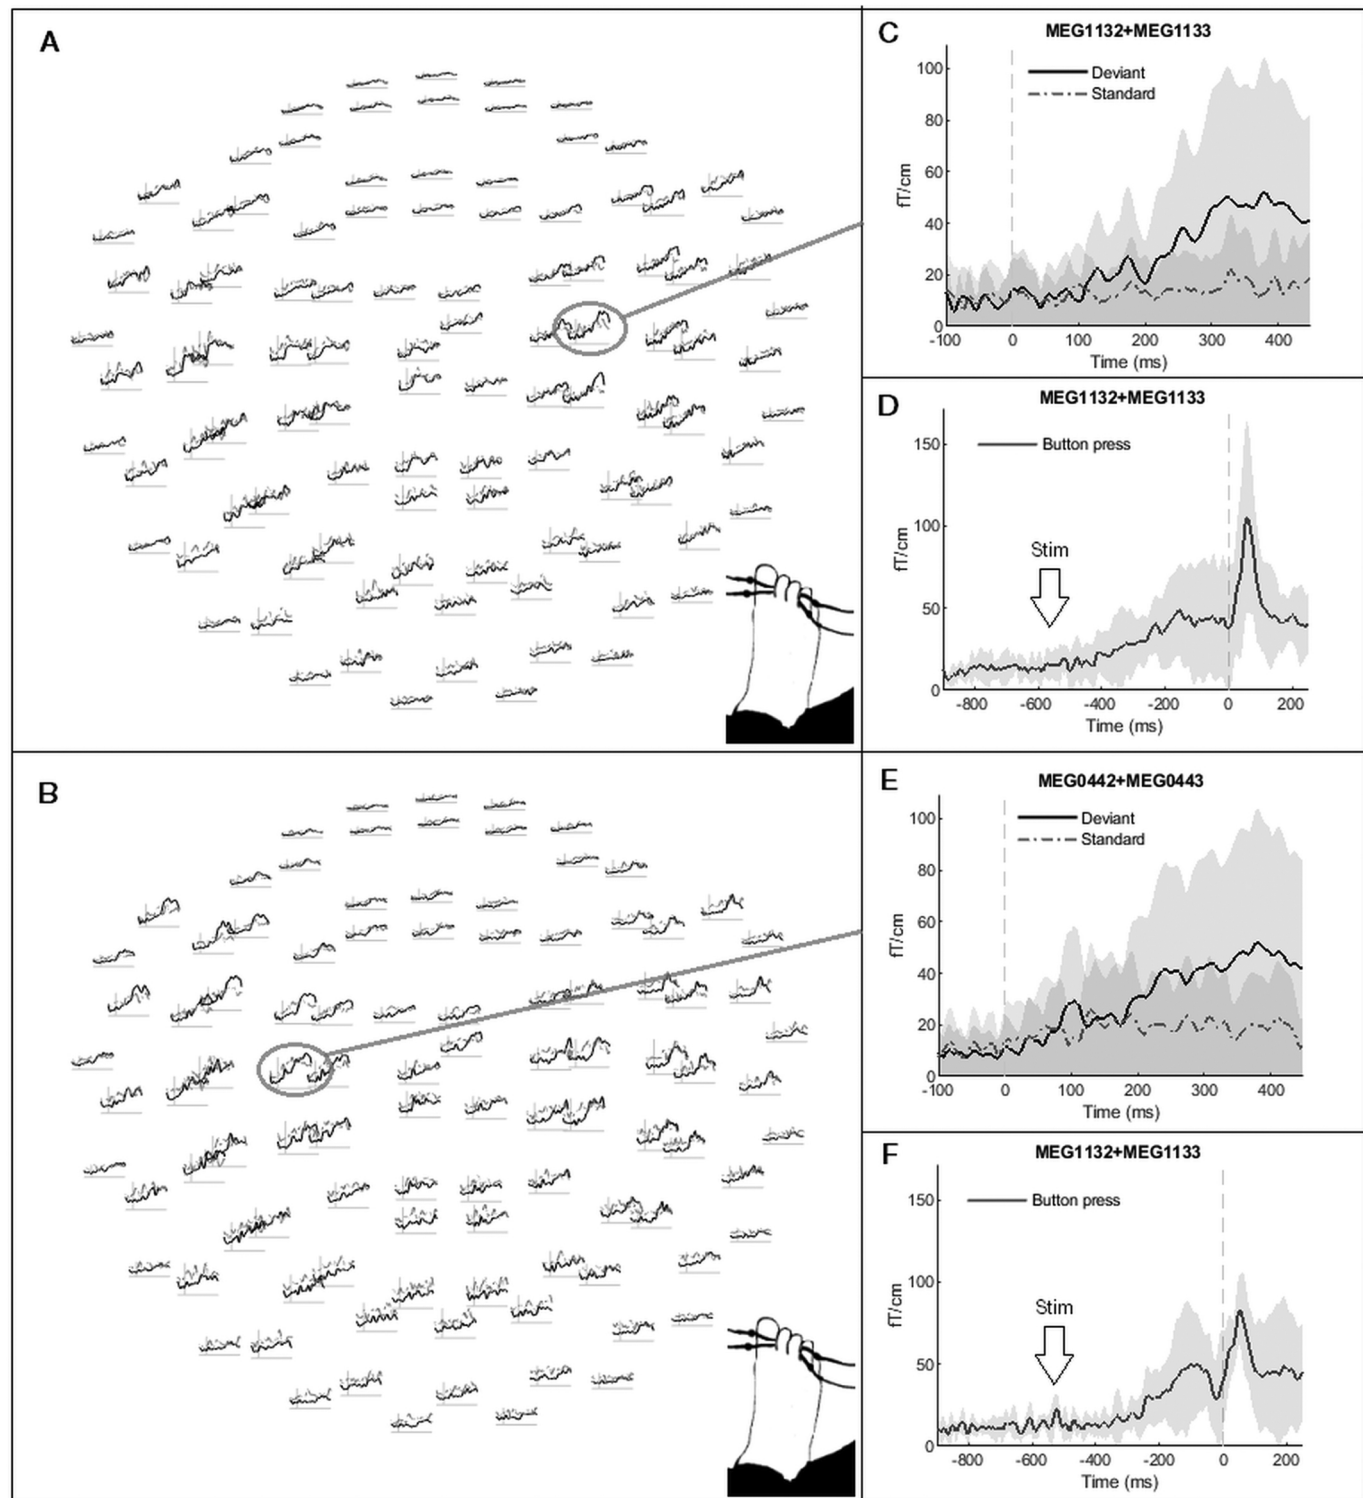 A
C
MEG1132+MEG1133
Deviant
Standard
fT/cm
100
80
60
40
20
0
-100 0 100 200 300 400
Time (ms)
D
MEG1132+MEG1133
Button press
Stim
fT/cm
150
100
50
0
-800 -600 -400 -200 0 200
Time (ms)
B
E
MEG0442+MEG0443
Deviant
Standard
fT/cm
100
80
60
40
20
0
-100 0 100 200 300 400
Time (ms)
F
MEG1132+MEG1133
Button press
Stim
fT/cm
150
100
50
0
-800 -600 -400 -200 0 200
Time (ms)